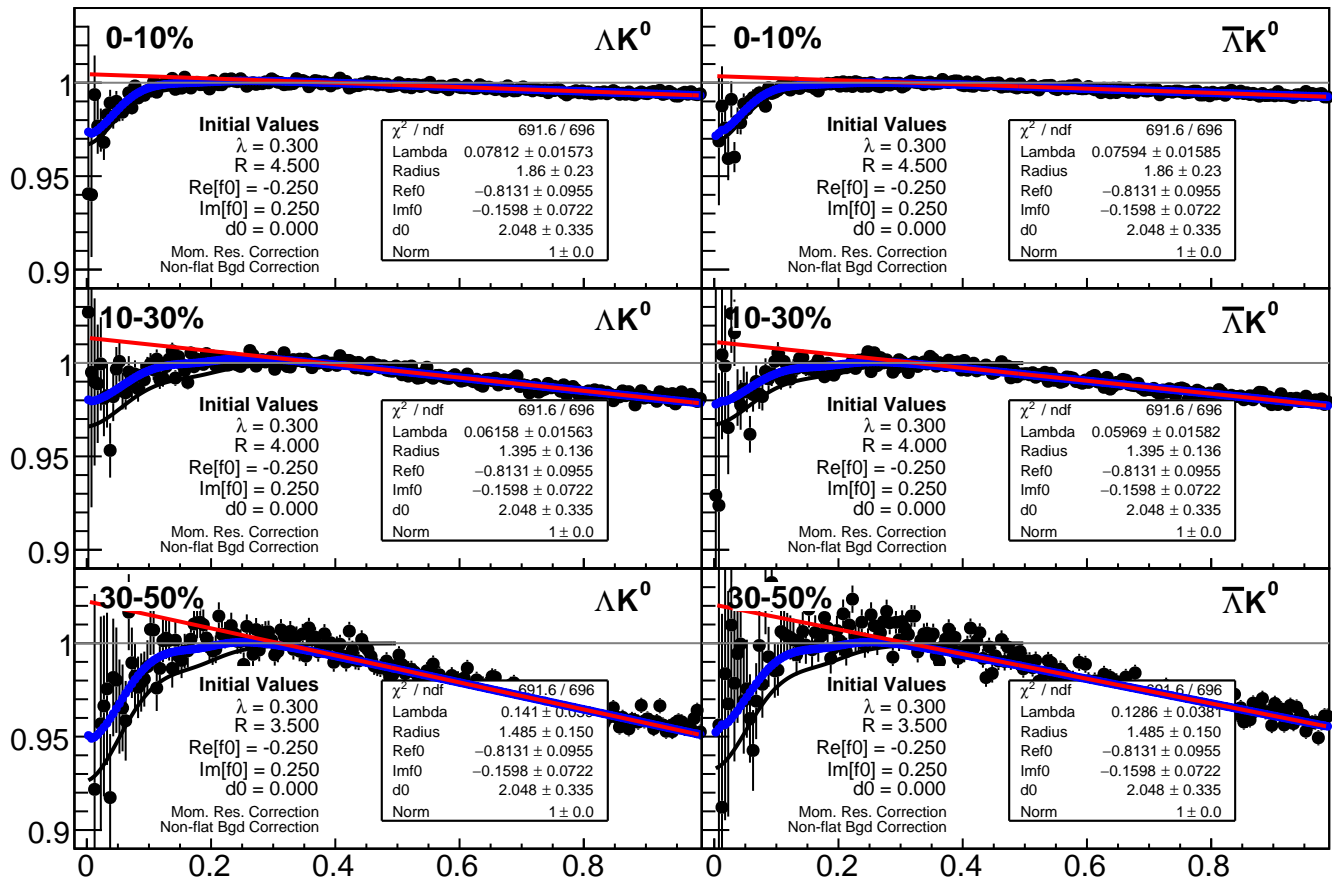 0-10%
ΛK⁰
1
0.95
0.9
Initial Values
λ = 0.300
R = 4.500
Re[f0] = -0.250
Im[f0] = 0.250
d0 = 0.000
Mom. Res. Correction
Non-flat Bgd Correction
χ² / ndf 691.6 / 696
Lambda 0.07812 ± 0.01573
Radius 1.86 ± 0.23
Ref0 −0.8131 ± 0.0955
Imf0 −0.1598 ± 0.0722
d0 2.048 ± 0.335
Norm 1 ± 0.0
0-10%
Λ̅K⁰
Initial Values
λ = 0.300
R = 4.500
Re[f0] = -0.250
Im[f0] = 0.250
d0 = 0.000
Mom. Res. Correction
Non-flat Bgd Correction
χ² / ndf 691.6 / 696
Lambda 0.07594 ± 0.01585
Radius 1.86 ± 0.23
Ref0 −0.8131 ± 0.0955
Imf0 −0.1598 ± 0.0722
d0 2.048 ± 0.335
Norm 1 ± 0.0
10-30%
ΛK⁰
1
0.95
0.9
Initial Values
λ = 0.300
R = 4.000
Re[f0] = -0.250
Im[f0] = 0.250
d0 = 0.000
Mom. Res. Correction
Non-flat Bgd Correction
χ² / ndf 691.6 / 696
Lambda 0.06158 ± 0.01563
Radius 1.395 ± 0.136
Ref0 −0.8131 ± 0.0955
Imf0 −0.1598 ± 0.0722
d0 2.048 ± 0.335
Norm 1 ± 0.0
10-30%
Λ̅K⁰
Initial Values
λ = 0.300
R = 4.000
Re[f0] = -0.250
Im[f0] = 0.250
d0 = 0.000
Mom. Res. Correction
Non-flat Bgd Correction
χ² / ndf 691.6 / 696
Lambda 0.05969 ± 0.01582
Radius 1.395 ± 0.136
Ref0 −0.8131 ± 0.0955
Imf0 −0.1598 ± 0.0722
d0 2.048 ± 0.335
Norm 1 ± 0.0
30-50%
ΛK⁰
1
0.95
0.9
Initial Values
λ = 0.300
R = 3.500
Re[f0] = -0.250
Im[f0] = 0.250
d0 = 0.000
Mom. Res. Correction
Non-flat Bgd Correction
χ² / ndf 691.6 / 696
Lambda 0.141 ±
Radius 1.485 ± 0.150
Ref0 −0.8131 ± 0.0955
Imf0 −0.1598 ± 0.0722
d0 2.048 ± 0.335
Norm 1 ± 0.0
30-50%
Λ̅K⁰
Initial Values
λ = 0.300
R = 3.500
Re[f0] = -0.250
Im[f0] = 0.250
d0 = 0.000
Mom. Res. Correction
Non-flat Bgd Correction
χ² / ndf 691.6 / 696
Lambda 0.1286 ± 0.0381
Radius 1.485 ± 0.150
Ref0 −0.8131 ± 0.0955
Imf0 −0.1598 ± 0.0722
d0 2.048 ± 0.335
Norm 1 ± 0.0
0 0.2 0.4 0.6 0.8 0 0.2 0.4 0.6 0.8